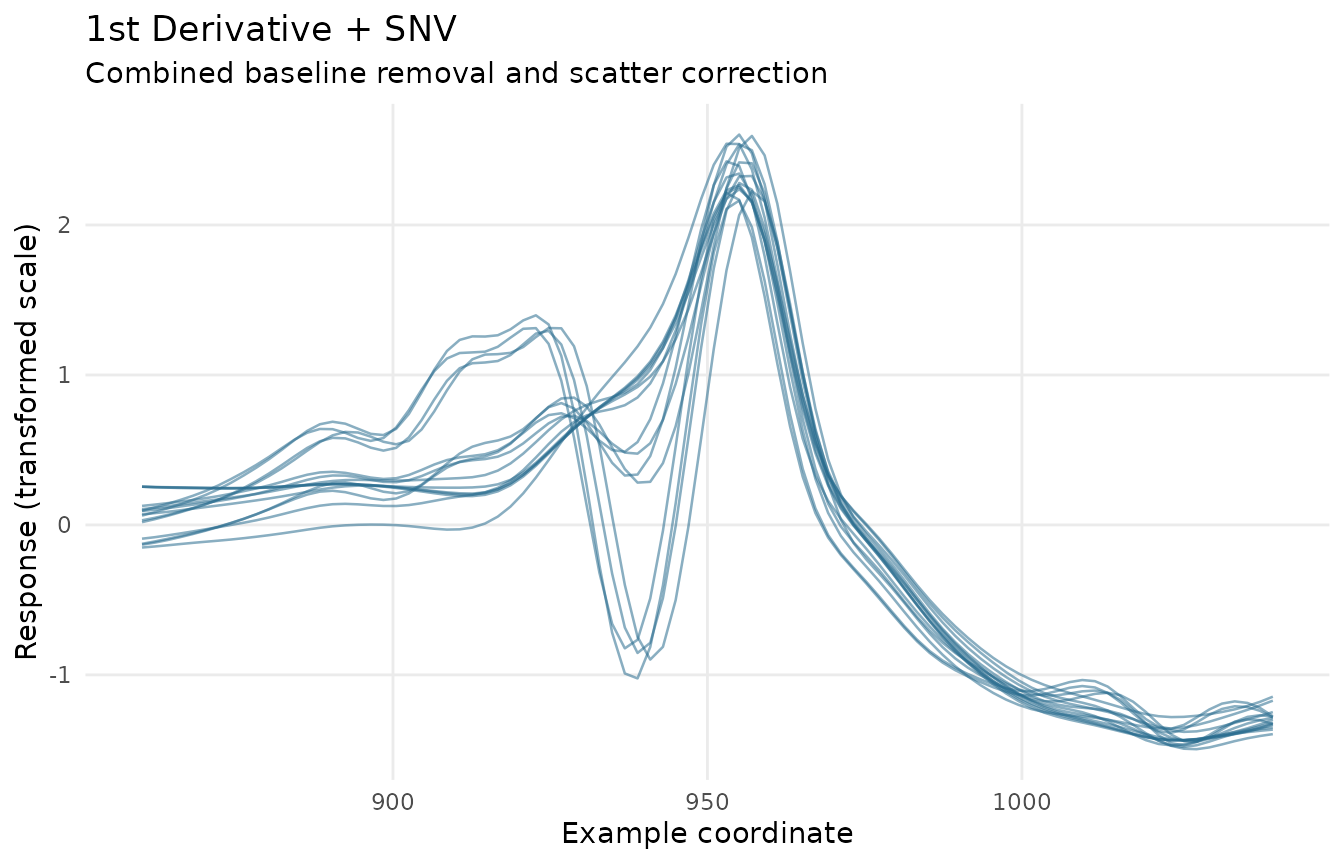 1st Derivative + SNV
Combined baseline removal and scatter correction
Response (transformed scale)
2
1
0
-1
900
950
1000
Example coordinate